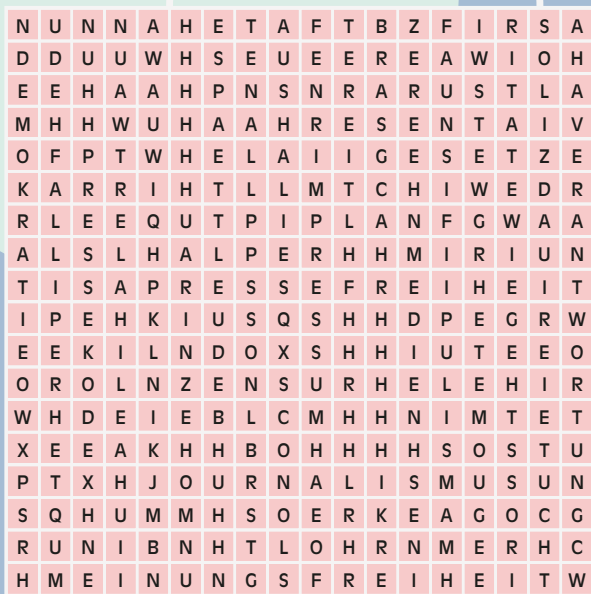 N U N N A H E T A F T B Z F I R S A
D D U U W H S E U E E R E A W I O H
E E H A A H P N S N R A R U S T L A
M H H W U H A A H R E S E N T A I V
O F P T W H E L A I I G E S E T Z E
K A R R I H T L L M T C H I W E D R
R L E E Q U T P I P L A N F G W A A
A L S L H A L P E R H H M I R I U N
T I S A P R E S S E F R E I H E I T
I P E H K I U S Q S H H D P E G R W
E E K I L N D O X S H H I U T E E O
O R O L N Z E N S U R H E L E H I R
W H D E I E B L C M H H N I M T E T
X E E A K H H B O H H H H S O S T U
P T X H J O U R N A L I S M U S U N
S Q H U M M H S O E R K E A G O C G
R U N I B N H T L O H R N M E R H C
H M E I N U N G S F R E I H E I T W